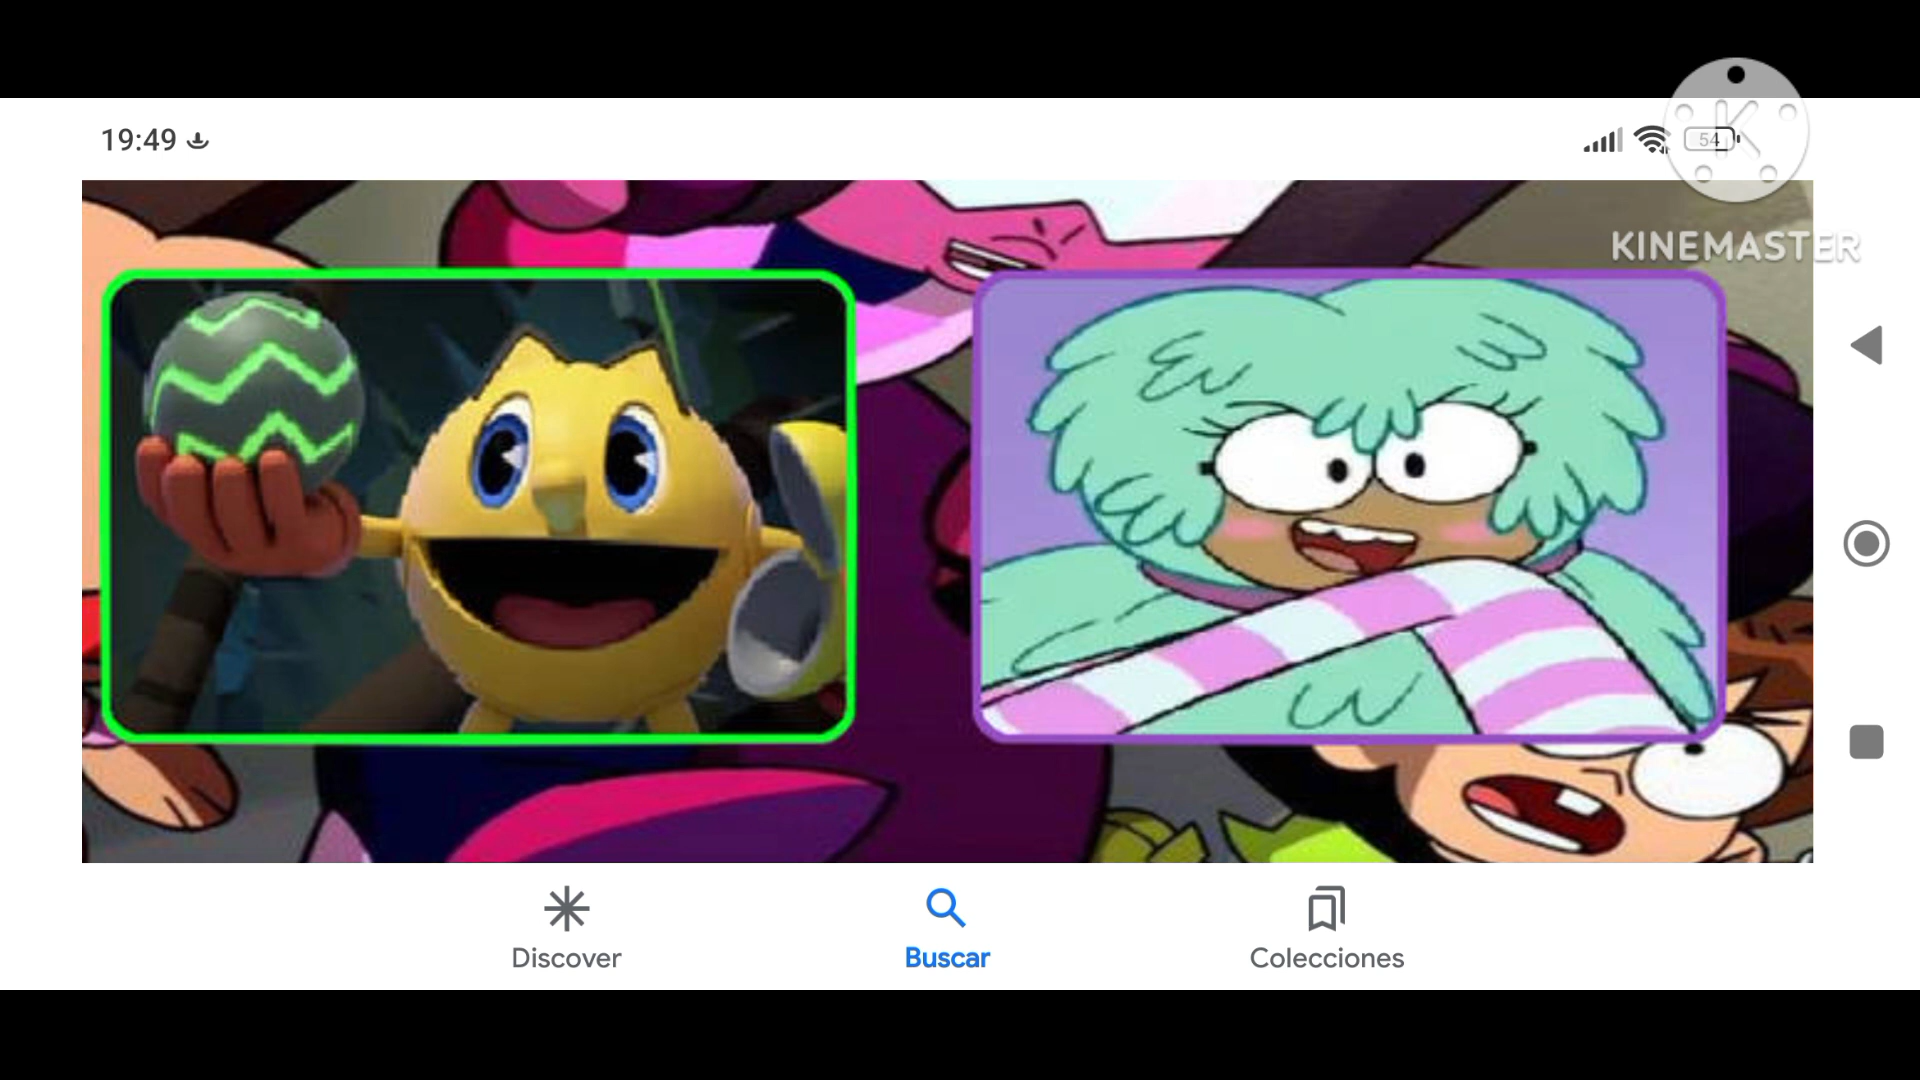 19:49
54
K
KINEMASTER
Discover
Buscar
Colecciones